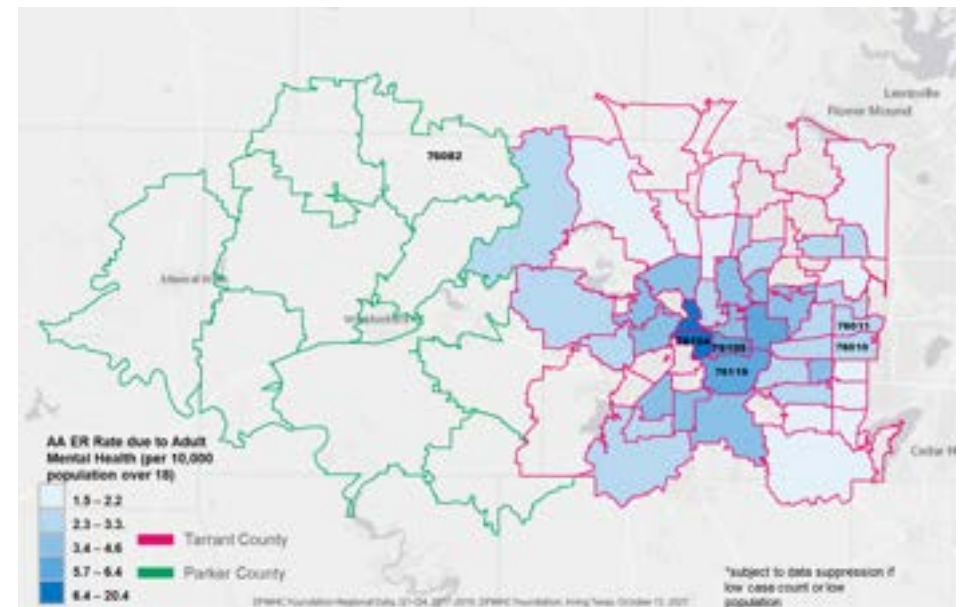 Lewisville
Flower Mound
76082
76011
76010
76119
Cedar H
AA ER Rate due to Adult
Mental Health (per 10,000
population over 18)
1.5 – 2.2
2.3 – 3.3.
3.4 – 4.6
5.7 – 6.4
6.4 – 20.4
Tarrant County
Parker County
*subject to data suppression if
low case count or low
population